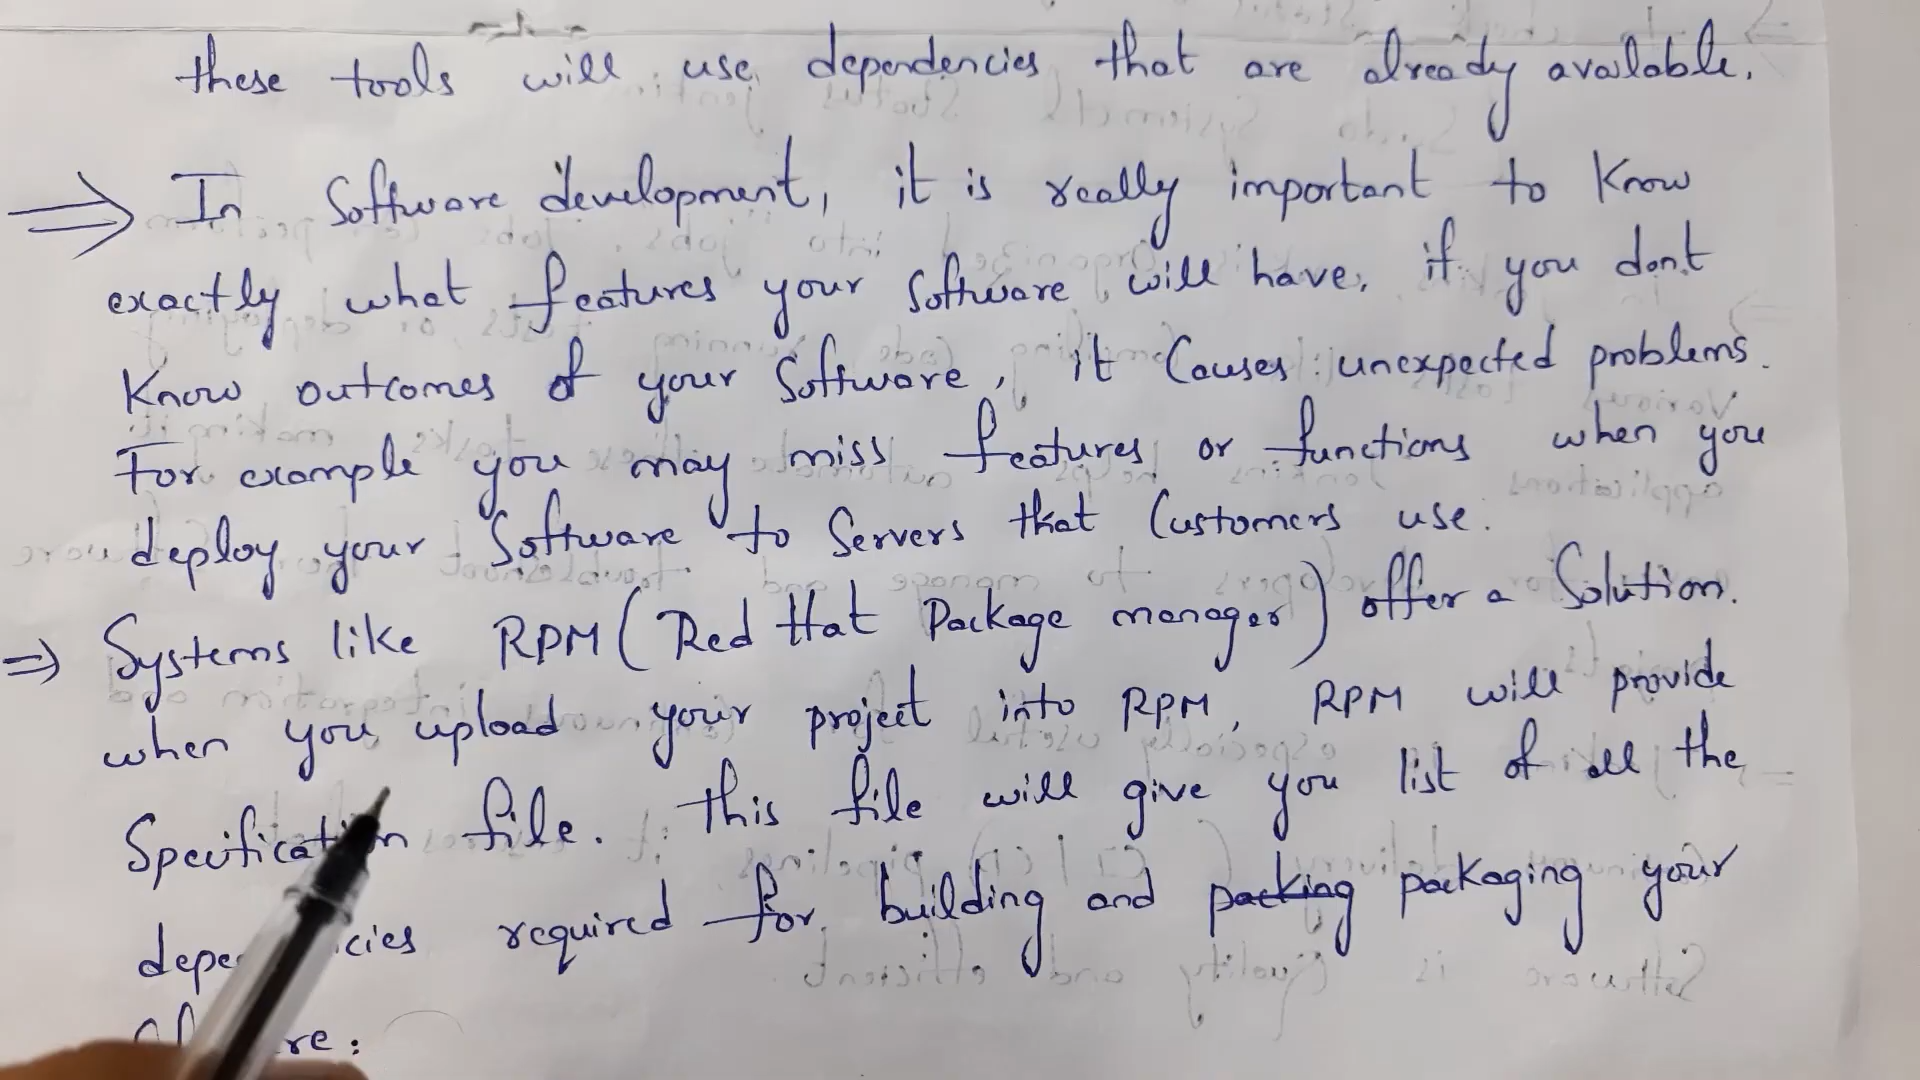 these tools will use dependencies that are already available.
⇒ In Software development, it is really important to Know
exactly what features your Software will have, if you dont
Know outcomes of your Software, it Causes unexpected problems.
For example you may miss features or functions when you
deploy your Software to Servers that Customers use.
⇒ Systems like RPM (Red Hat Package manager) offer a Solution.
when you upload your project into RPM, RPM will provide
Specification file. this file will give you list of all the
required for building and packing packaging your